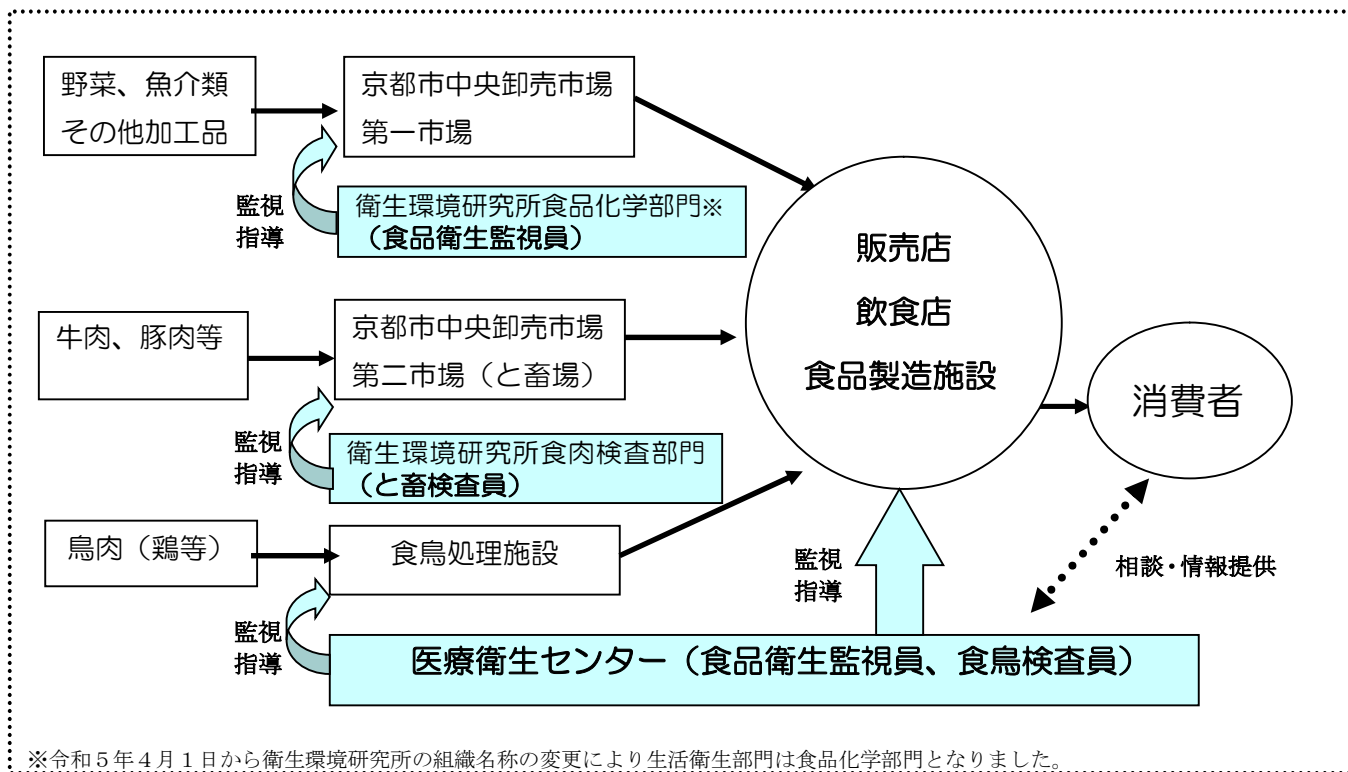 野菜、魚介類
その他加工品
京都市中央卸売市場
第一市場
監視
指導
衛生環境研究所食品化学部門※
（食品衛生監視員）
牛肉、豚肉等
京都市中央卸売市場
第二市場（と畜場）
監視
指導
衛生環境研究所食肉検査部門
（と畜検査員）
鳥肉（鶏等）
食鳥処理施設
監視
指導
医療衛生センター（食品衛生監視員、食鳥検査員）
販売店
飲食店
食品製造施設
監視
指導
消費者
相談・情報提供
※令和５年４月１日から衛生環境研究所の組織名称の変更により生活衛生部門は食品化学部門となりました。